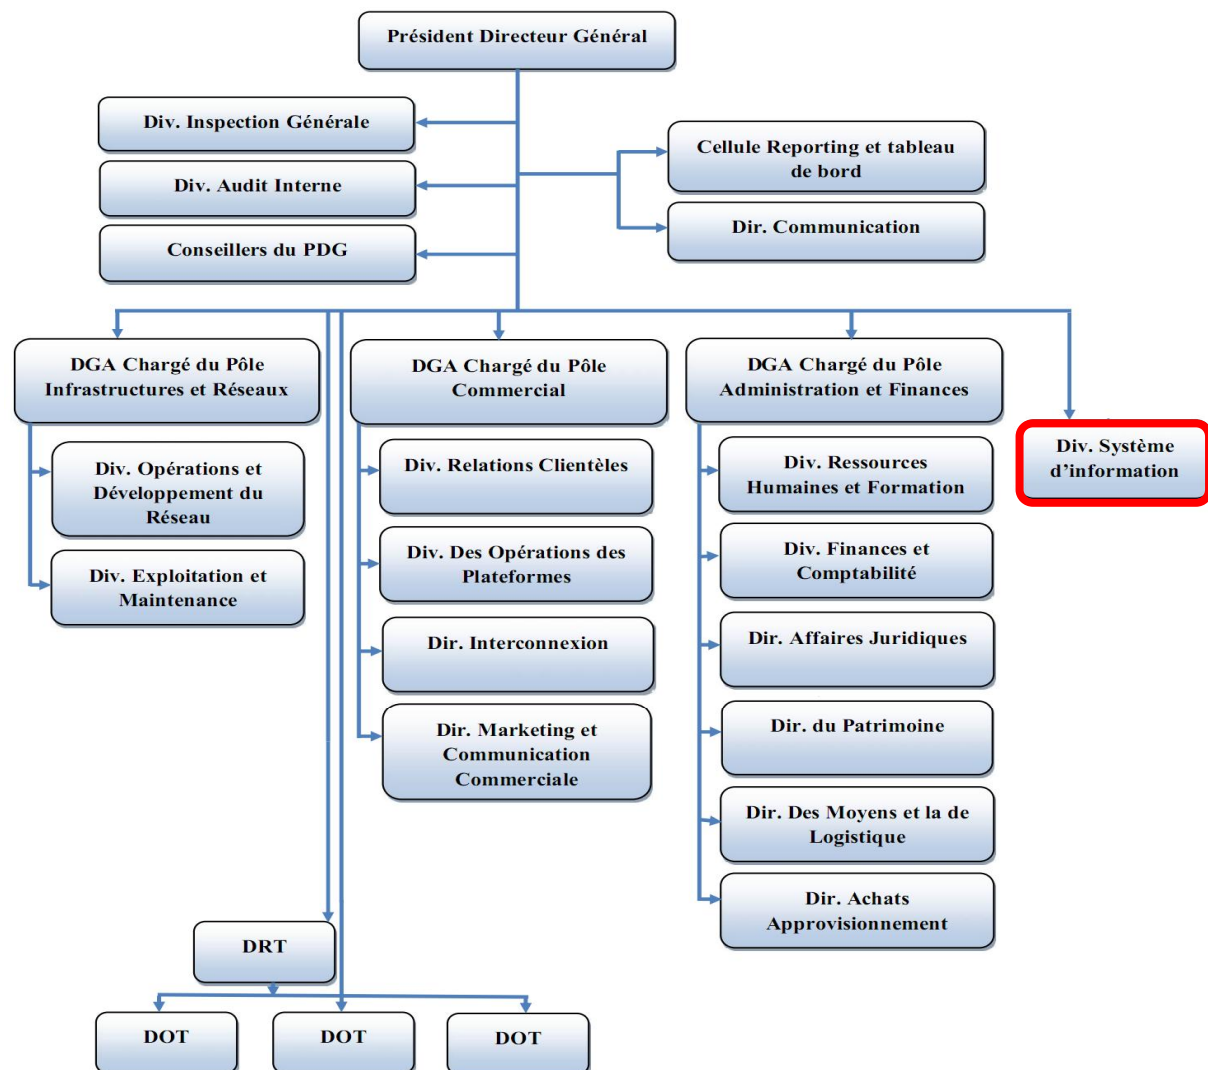 Président Directeur Général
Div. Inspection Générale
Div. Audit Interne
Conseillers du PDG
Cellule Reporting et tableau
de bord
Dir. Communication
DGA Chargé du Pôle
Infrastructures et Réseaux
Div. Opérations et
Développement du
Réseau
Div. Exploitation et
Maintenance
DGA Chargé du Pôle
Commercial
Div. Relations Clientèles
Div. Des Opérations des
Plateformes
Dir. Interconnexion
Dir. Marketing et
Communication
Commerciale
DGA Chargé du Pôle
Administration et Finances
Div. Ressources
Humaines et Formation
Div. Finances et
Comptabilité
Dir. Affaires Juridiques
Dir. du Patrimoine
Dir. Des Moyens et la de
Logistique
Dir. Achats
Approvisionnement
Div. Système
d’information
DRT
DOT
DOT
DOT